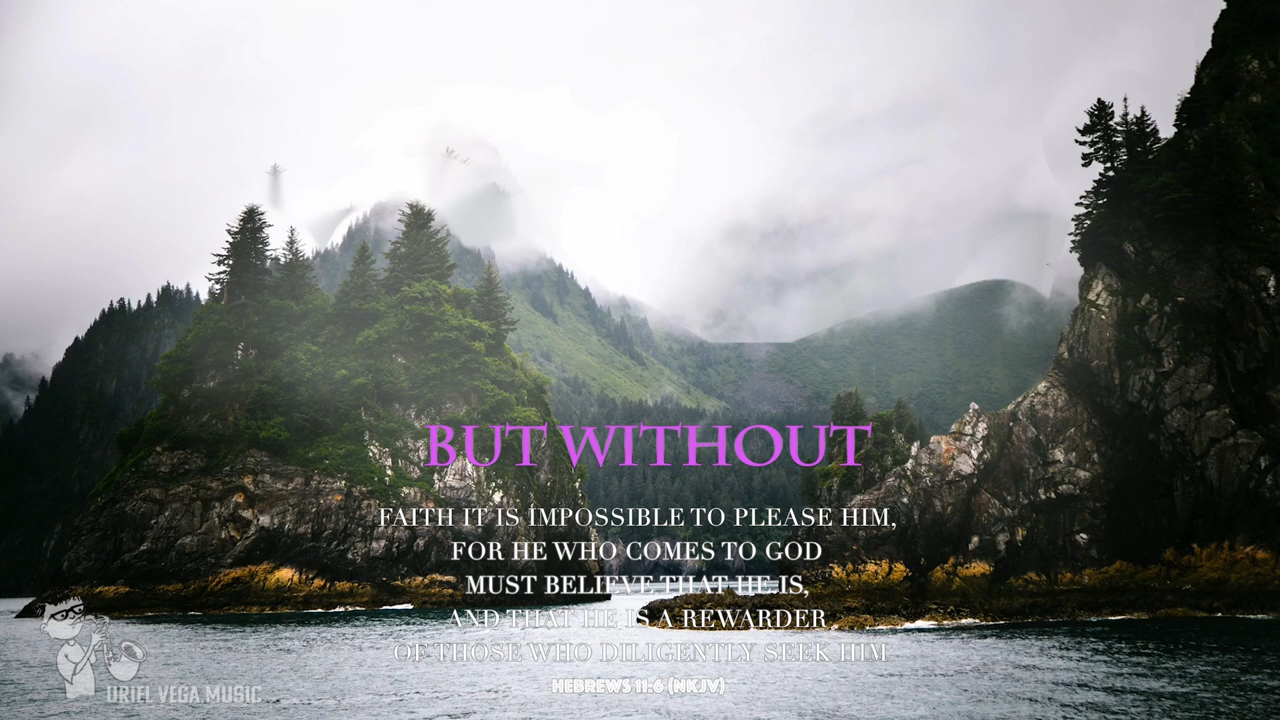 BUT WITHOUT
FAITH IT IS IMPOSSIBLE TO PLEASE HIM,
FOR HE WHO COMES TO GOD
MUST BELIEVE THAT HE IS,
AND THAT HE IS A REWARDER
OF THOSE WHO DILIGENTLY SEEK HIM
HEBREWS 11:6 (NKJV)
URIEL VEGA MUSIC